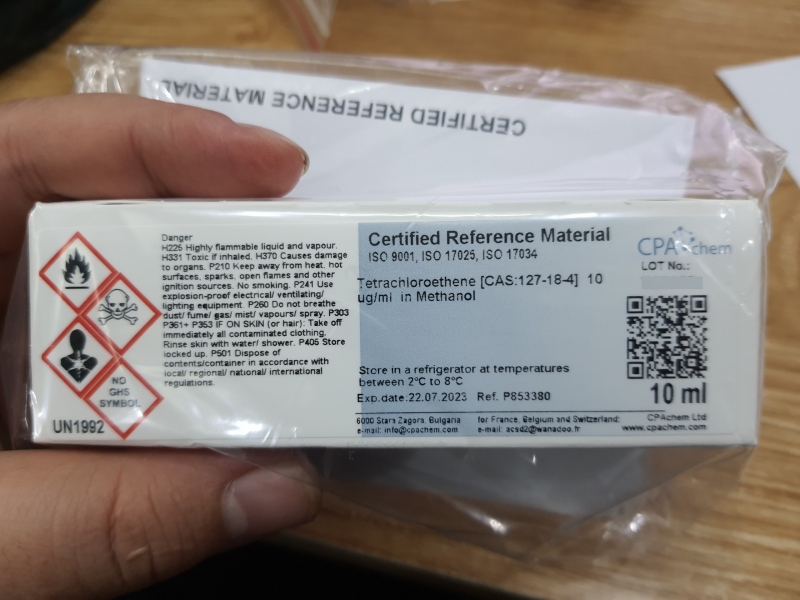 CERTIFIED REFERENCE MATERIAL
Danger
H225 Highly flammable liquid and vapour.
H331 Toxic if inhaled. H370 Causes damage
to organs. P210 Keep away from heat, hot
surfaces, sparks, open flames and other
ignition sources. No smoking. P241 Use
explosion-proof electrical/ ventilating/
lighting equipment. P260 Do not breathe
dust/ fume/ gas/ mist/ vapours/ spray. P303
P361+ P353 IF ON SKIN (or hair): Take off
immediately all contaminated clothing.
Rinse skin with water/ shower. P405 Store
locked up. P501 Dispose of
contents/container in accordance with
local/ regional/ national/ international
regulations.
NO
GHS
SYMBOL
UN1992
Certified Reference Material
ISO 9001, ISO 17025, ISO 17034
Tetrachloroethene [CAS:127-18-4] 10
ug/ml in Methanol
Store in a refrigerator at temperatures
between 2°C to 8°C
Exp.date:22.07.2023 Ref. P853380
6000 Stara Zagora, Bulgaria
e-mail: info@cpachem.com
for France, Belgium and Switzerland:
e-mail: acsd2@wanadoo.fr
CPAchem
LOT No.:
10 ml
CPAchem Ltd
www.cpachem.com